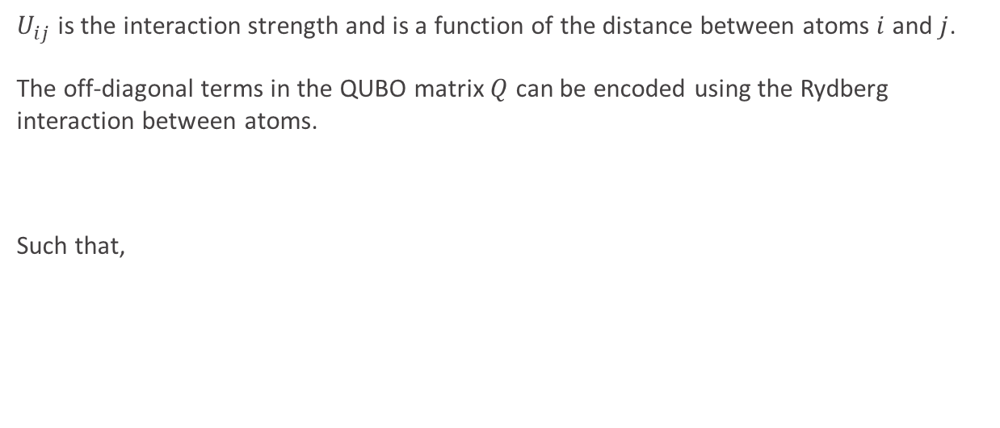 U_{ij} is the interaction strength and is a function of the distance between atoms i and j.
The off-diagonal terms in the QUBO matrix Q can be encoded using the Rydberg
interaction between atoms.
Such that,